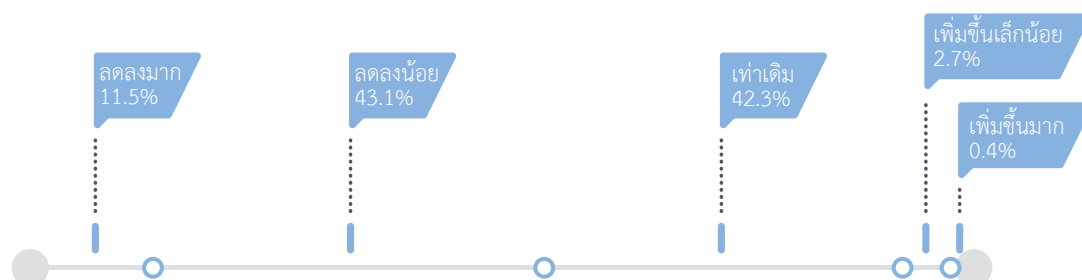 ลดลงมาก
11.5%
ลดลงน้อย
43.1%
เท่าเดิม
42.3%
เพิ่มขึ้นเล็กน้อย
2.7%
เพิ่มขึ้นมาก
0.4%